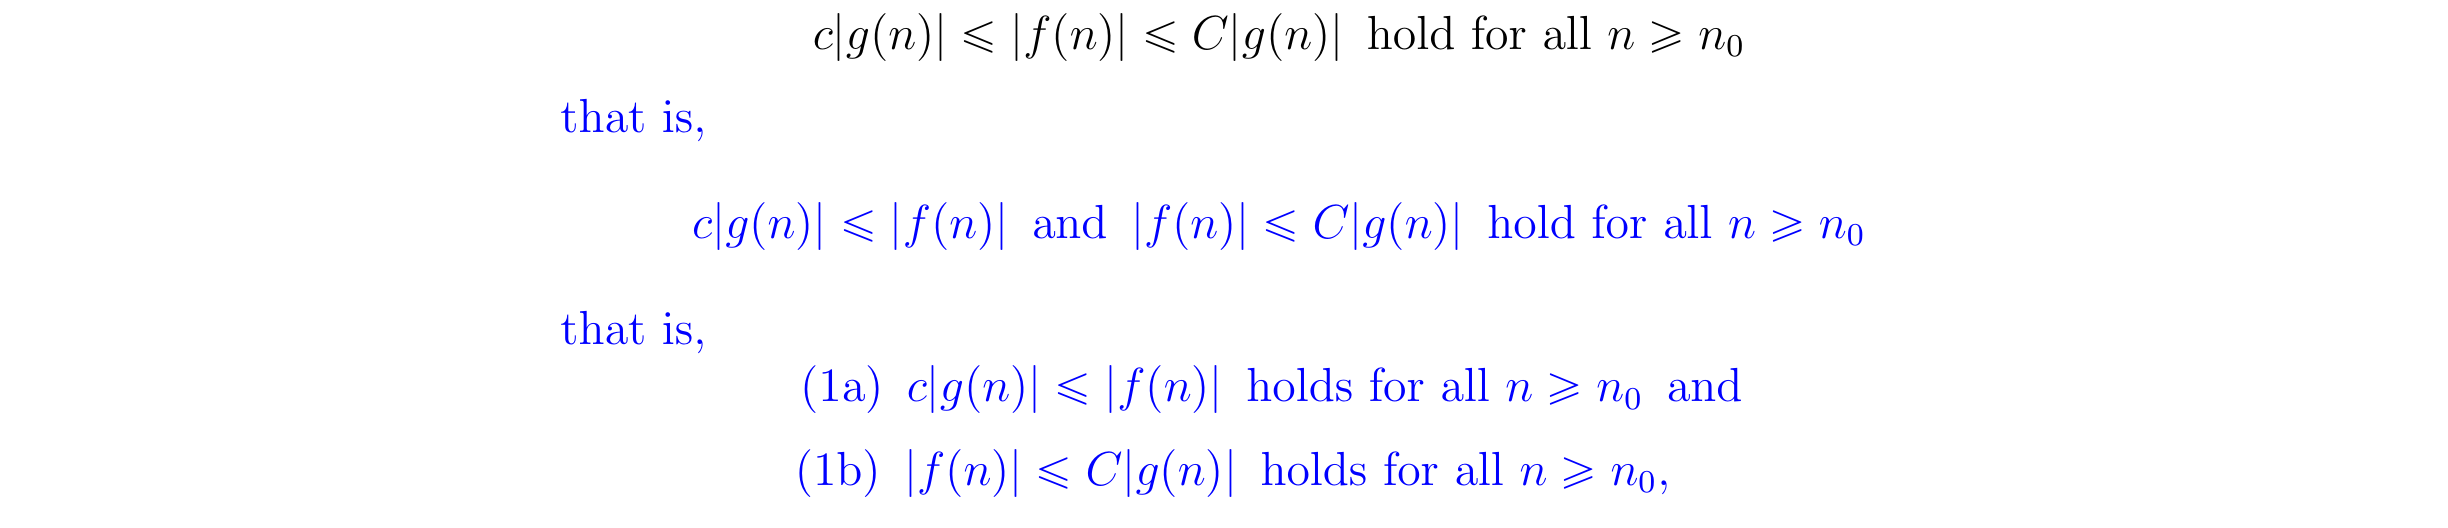 c|g(n)| ⩽ |f(n)| ⩽ C|g(n)| hold for all n ⩾ n₀
that is,
c|g(n)| ⩽ |f(n)| and |f(n)| ⩽ C|g(n)| hold for all n ⩾ n₀
that is,
(1a) c|g(n)| ⩽ |f(n)| holds for all n ⩾ n₀ and
(1b) |f(n)| ⩽ C|g(n)| holds for all n ⩾ n₀,